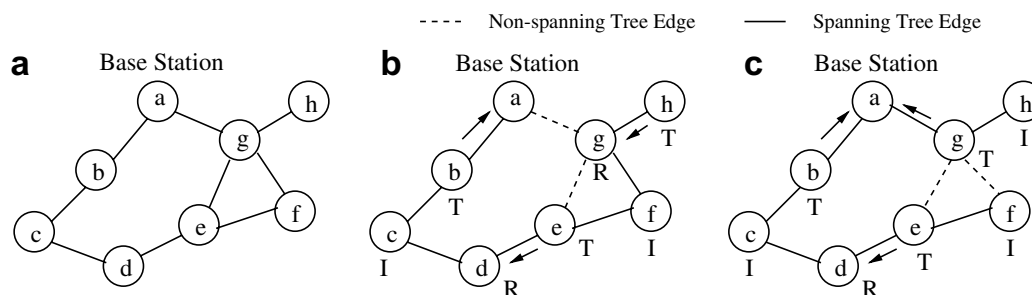 Non-spanning Tree Edge Spanning Tree Edge
a b c
Base Station Base Station Base Station
a h a h a h
g g g
T I
b b R b T
T T
c e f c e f c e f
I T I I T I
d d d
R R